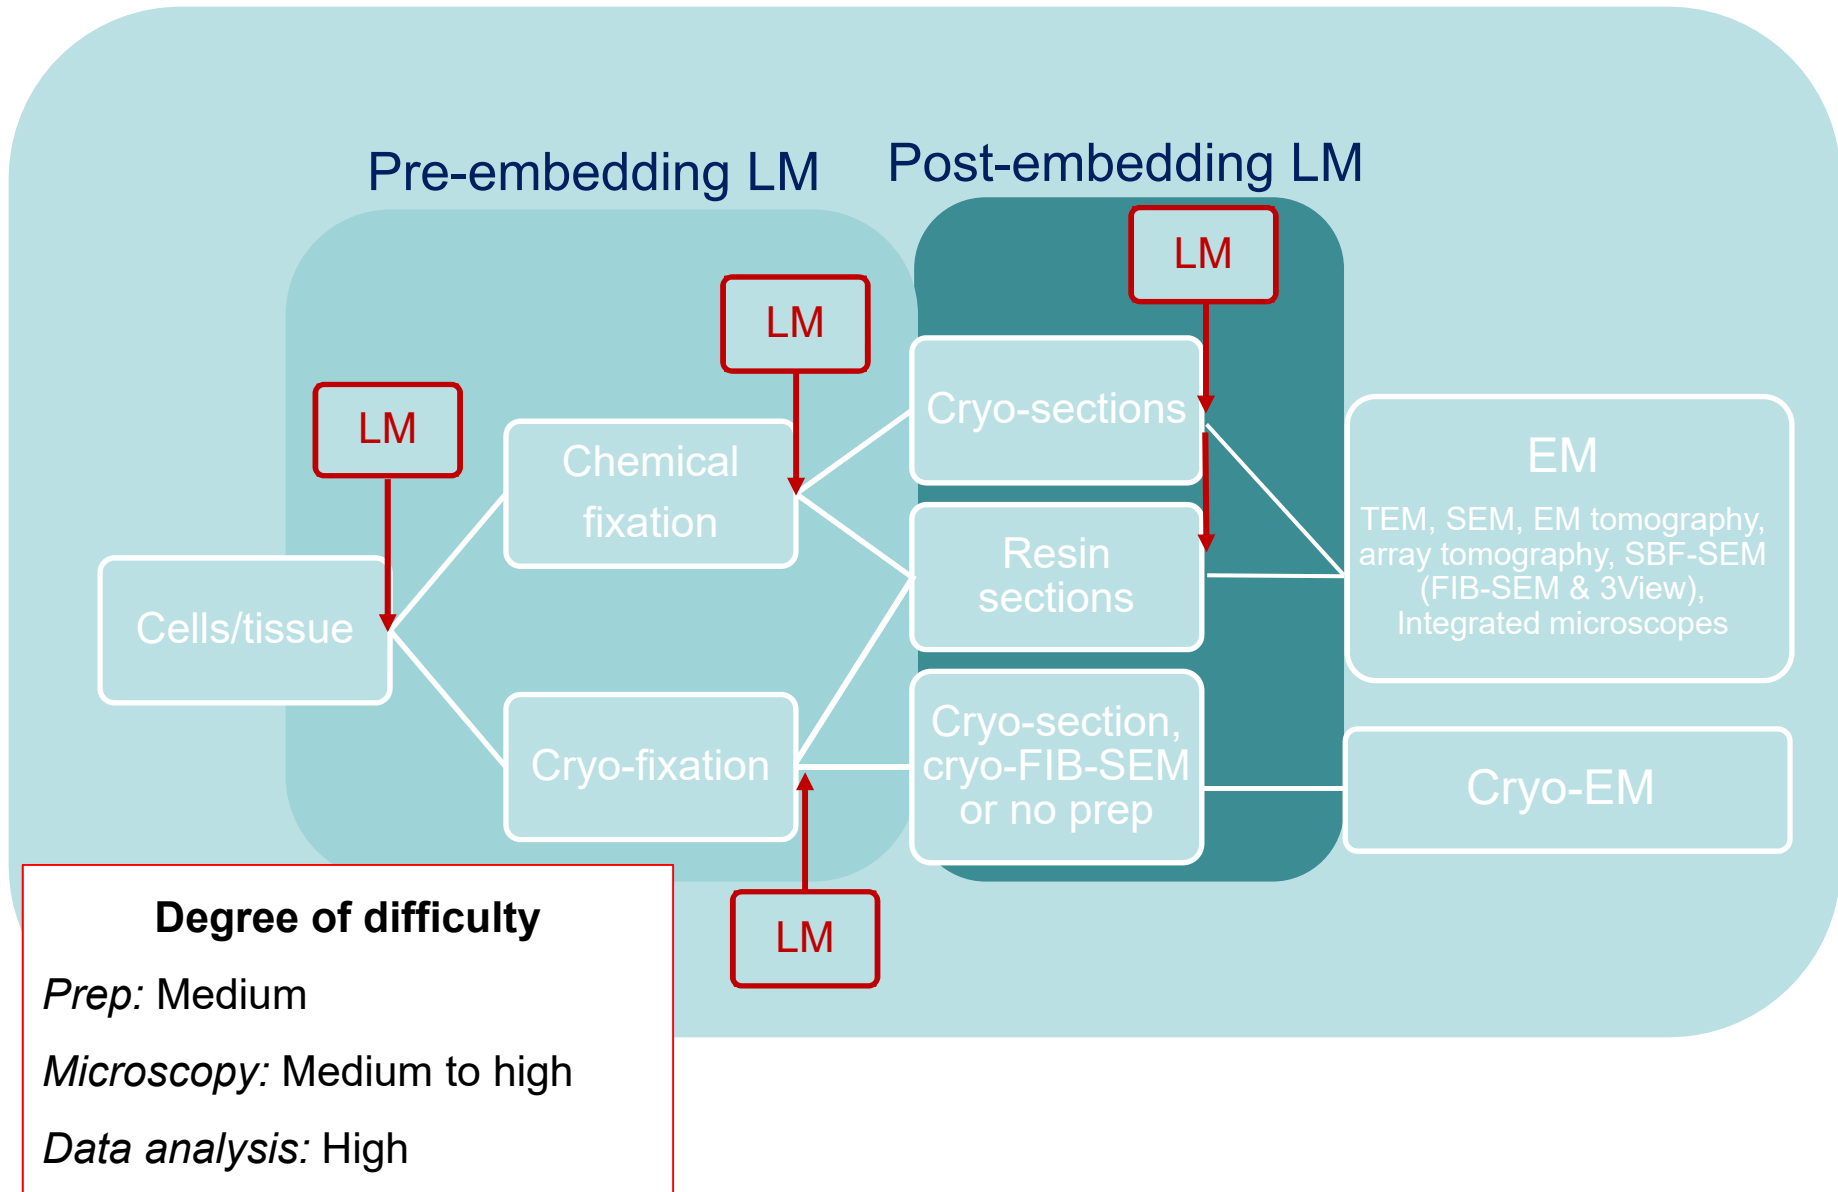 Pre-embedding LM
Post-embedding LM
LM
LM
LM
Cells/tissue
Chemical
fixation
Cryo-fixation
LM
Cryo-sections
Resin
sections
Cryo-section,
cryo-FIB-SEM
or no prep
EM
TEM, SEM, EM tomography,
array tomography, SBF-SEM
(FIB-SEM & 3View),
Integrated microscopes
Cryo-EM
Degree of difficulty
Prep: Medium
Microscopy: Medium to high
Data analysis: High